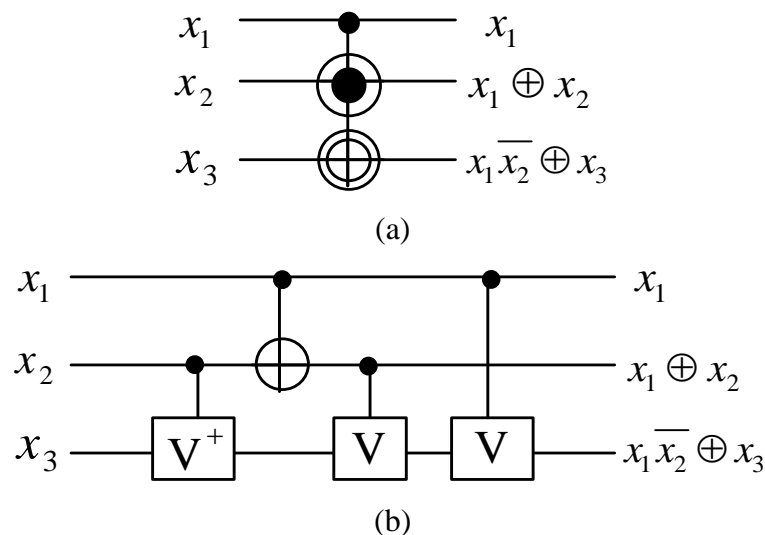 x₁ x₁
x₂ x₁ ⊕ x₂
x₃ x₁x̅₂ ⊕ x₃
(a)
x₁ x₁
x₂ x₁ ⊕ x₂
x₃ V⁺ V V x₁x̅₂ ⊕ x₃
(b)